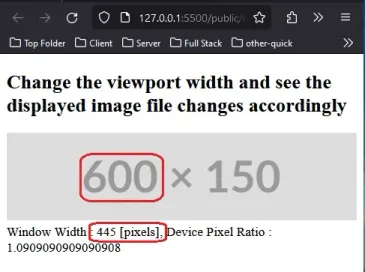 127.0.0.1:5500/public/
Top Folder Client Server Full Stack other-quick
Change the viewport width and see the
displayed image file changes accordingly
600 × 150
Window Width : 445 [pixels], Device Pixel Ratio :
1.0909090909090908